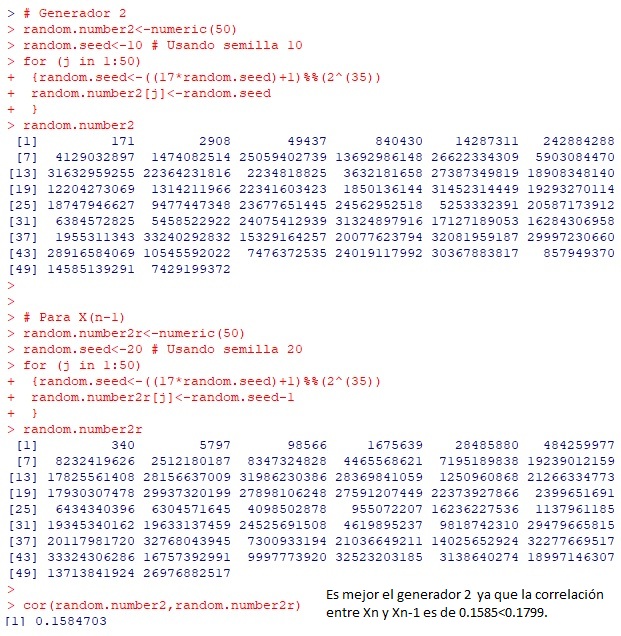 > # Generador 2
> random.number2<-numeric(50)
> random.seed<-10 # Usando semilla 10
> for (j in 1:50)
+ {random.seed<-((17*random.seed)+1)%%(2^(35))
+ random.number2[j]<-random.seed
+ }
> random.number2
[1] 171 2908 49437 840430 14287311 242884288
[7] 4129032897 1474082514 25059402739 13692986148 26622334309 5903084470
[13] 31632959255 22364231816 2234818825 3632181658 27387349819 18908348140
[19] 12204273069 1314211966 22341603423 1850136144 31452314449 19293270114
[25] 18747946627 9477447348 23677651445 24562952518 5253332391 20587173912
[31] 6384572825 5458522922 24075412939 31324897916 17127189053 16284306958
[37] 1955311343 33240292832 15329164257 20077623794 32081959187 29997230660
[43] 28916584069 10545592022 7476372535 24019117992 30367883817 857949370
[49] 14585139291 7429199372
>
>
> # Para X(n-1)
> random.number2r<-numeric(50)
> random.seed<-20 # Usando semilla 20
> for (j in 1:50)
+ {random.seed<-((17*random.seed)+1)%%(2^(35))
+ random.number2r[j]<-random.seed-1
+ }
> random.number2r
[1] 340 5797 98566 1675639 28485880 484259977
[7] 8232419626 2512180187 8347324828 4465568621 7195189838 19239012159
[13] 17825561408 28156637009 31986230386 28369841059 1250960868 21266334773
[19] 17930307478 29937320199 27898106248 27591207449 22373927866 2399651691
[25] 6434340396 6304571645 4098502878 955072207 16236227536 1137961185
[31] 19345340162 19633137459 24525691508 4619895237 9818742310 29479665815
[37] 20117981720 32768043945 7300933194 21036649211 14025652924 32277669517
[43] 33324306286 16757392991 9997773920 32523203185 3138640274 18997146307
[49] 13713841924 26976882517
>
> cor(random.number2,random.number2r)
[1] 0.1584703
Es mejor el generador 2 ya que la correlación
entre Xn y Xn-1 es de 0.1585<0.1799.